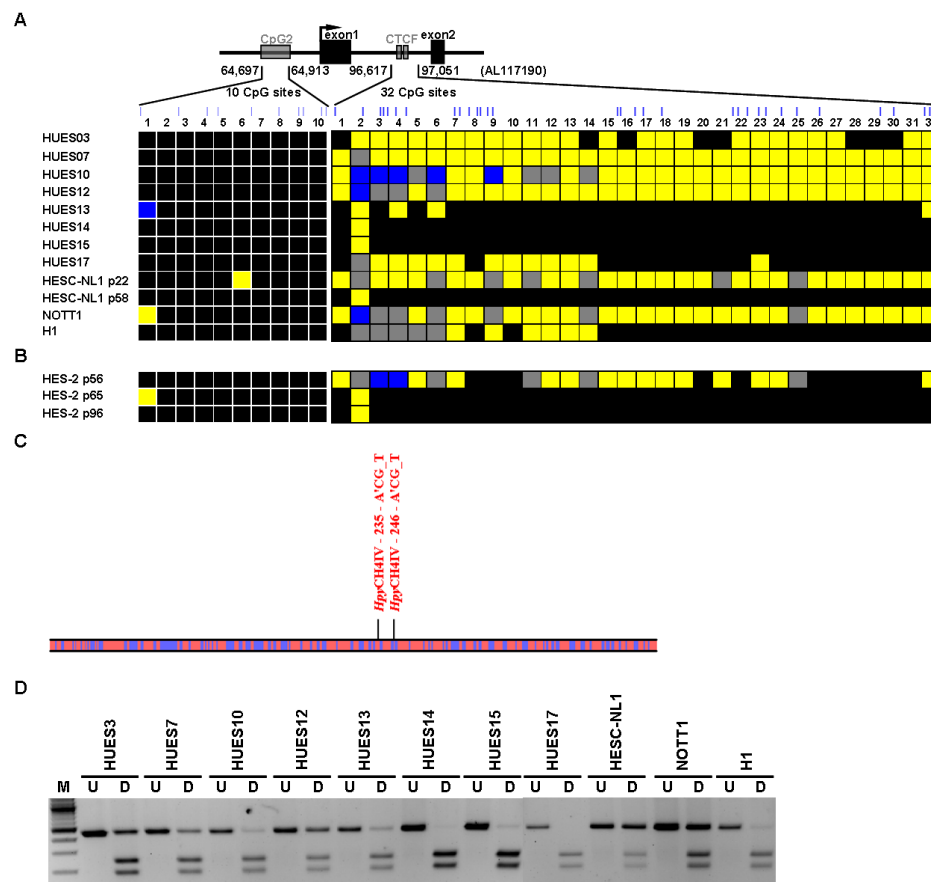 A
CpG2 exon1 CTCF exon2
64,697 64,913 96,617 97,051 (AL117190)
10 CpG sites 32 CpG sites
1 2 3 4 5 6 7 8 9 10 1 2 3 4 5 6 7 8 9 10 11 12 13 14 15 16 17 18 19 20 21 22 23 24 25 26 27 28 29 30 31 3
HUES03
HUES07
HUES10
HUES12
HUES13
HUES14
HUES15
HUES17
HESC-NL1 p22
HESC-NL1 p58
NOTT1
H1
B
HES-2 p56
HES-2 p65
HES-2 p96
C
HpyCH4IV - 235 - A'CG_T
HpyCH4IV - 246 - A'CG_T
D
HUES3 HUES7 HUES10 HUES12 HUES13 HUES14 HUES15 HUES17 HESC-NL1 NOTT1 H1
M U D U D U D U D U D U D U D U D U D U D U D